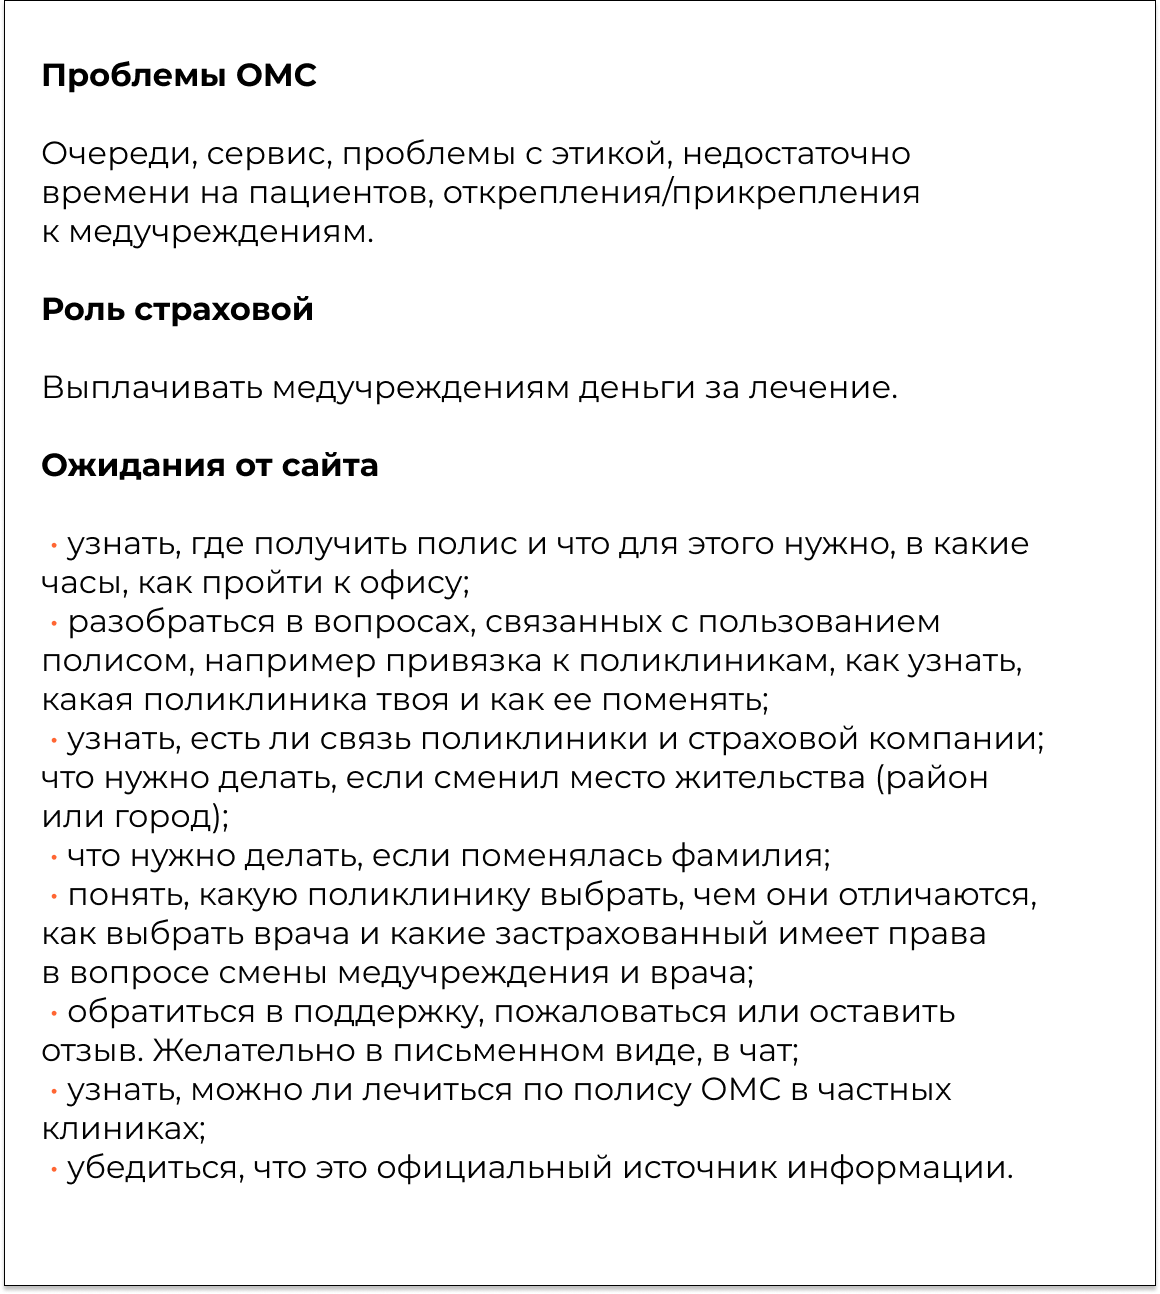 Проблемы ОМС
Очереди, сервис, проблемы с этикой, недостаточно
времени на пациентов, открепления/прикрепления
к медучреждениям.
Роль страховой
Выплачивать медучреждениям деньги за лечение.
Ожидания от сайта
• узнать, где получить полис и что для этого нужно, в какие
часы, как пройти к офису;
• разобраться в вопросах, связанных с пользованием
полисом, например привязка к поликлиникам, как узнать,
какая поликлиника твоя и как ее поменять;
• узнать, есть ли связь поликлиники и страховой компании;
что нужно делать, если сменил место жительства (район
или город);
• что нужно делать, если поменялась фамилия;
• понять, какую поликлинику выбрать, чем они отличаются,
как выбрать врача и какие застрахованный имеет права
в вопросе смены медучреждения и врача;
• обратиться в поддержку, пожаловаться или оставить
отзыв. Желательно в письменном виде, в чат;
• узнать, можно ли лечиться по полису ОМС в частных
клиниках;
• убедиться, что это официальный источник информации.